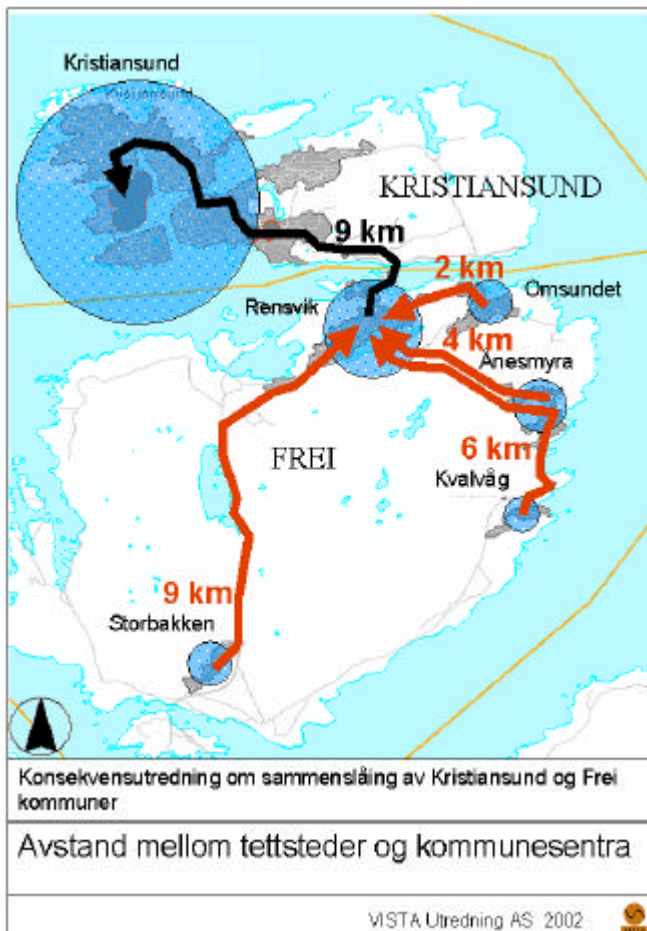 Kristiansund
Kristiansund
KRISTIANSUND
9 km
2 km
Rensvik
Omsundet
4 km
Ånesmyra
FREI
6 km
Kvalvåg
9 km
Storbakken
Konsekvensutredning om sammenslåing av Kristiansund og Frei
kommuner
Avstand mellom tettsteder og kommunesentra
VISTA Utredning AS 2002